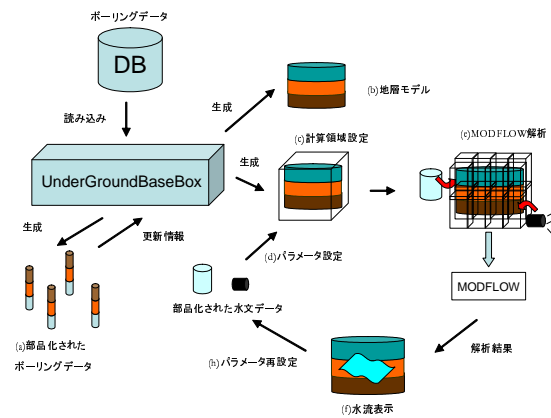 ボーリングデータ
DB
読み込み
生成
(b)地層モデル
(c)計算領域設定
(e)MODFLOW解析
UnderGroundBaseBox
生成
生成
更新情報
(d)パラメータ設定
部品化された水文データ
MODFLOW
(a)部品化された
ボーリングデータ
(h)パラメータ再設定
解析結果
(f)水流表示